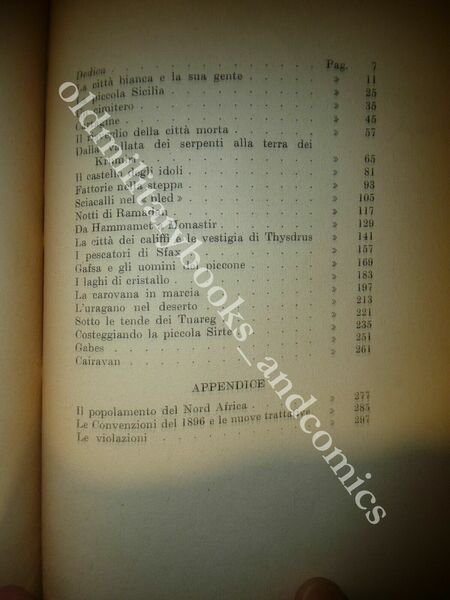 Dedica . . . . . . . . . . Pag. 7
La città bianca e la sua gente . . . . . » 11
piccola Sicilia . . . . . . . » 25
cimitero . . . . . . . » 35
. . . . . . . » 45
Il della città morta . . . . . . » 57
Dalla vallata dei serpenti alla terra dei
. . . . . . . » 65
Il castello degli idoli . . . . . . » 81
Fattorie nella steppa . . . . . . » 93
Sciacalli nel » . . . . . . » 105
Notti di Ramadan . . . . . . » 117
Da Hammamet a Monastir . . . . . » 129
La città dei califfi e le vestigia di Thysdrus » 141
I pescatori di Sfax . . . . . . » 157
Gafsa e gli uomini del piccone . . . . » 169
I laghi di cristallo . . . . . . » 183
La carovana in marcia . . . . . . » 197
L'uragano nel deserto . . . . . . » 213
Sotto le tende dei Tuareg . . . . . » 221
Costeggiando la piccola Sirte . . . . . » 235
Gabes . . . . . . . . » 251
Cairavan . . . . . . . . » 261
APPENDICE
Il popolamento del Nord Africa . . . . » 277
Le Convenzioni del 1896 e le nuove trattative » 285
Le violazioni . . . . . . . » 297
oldmilitarybooks_andcomics